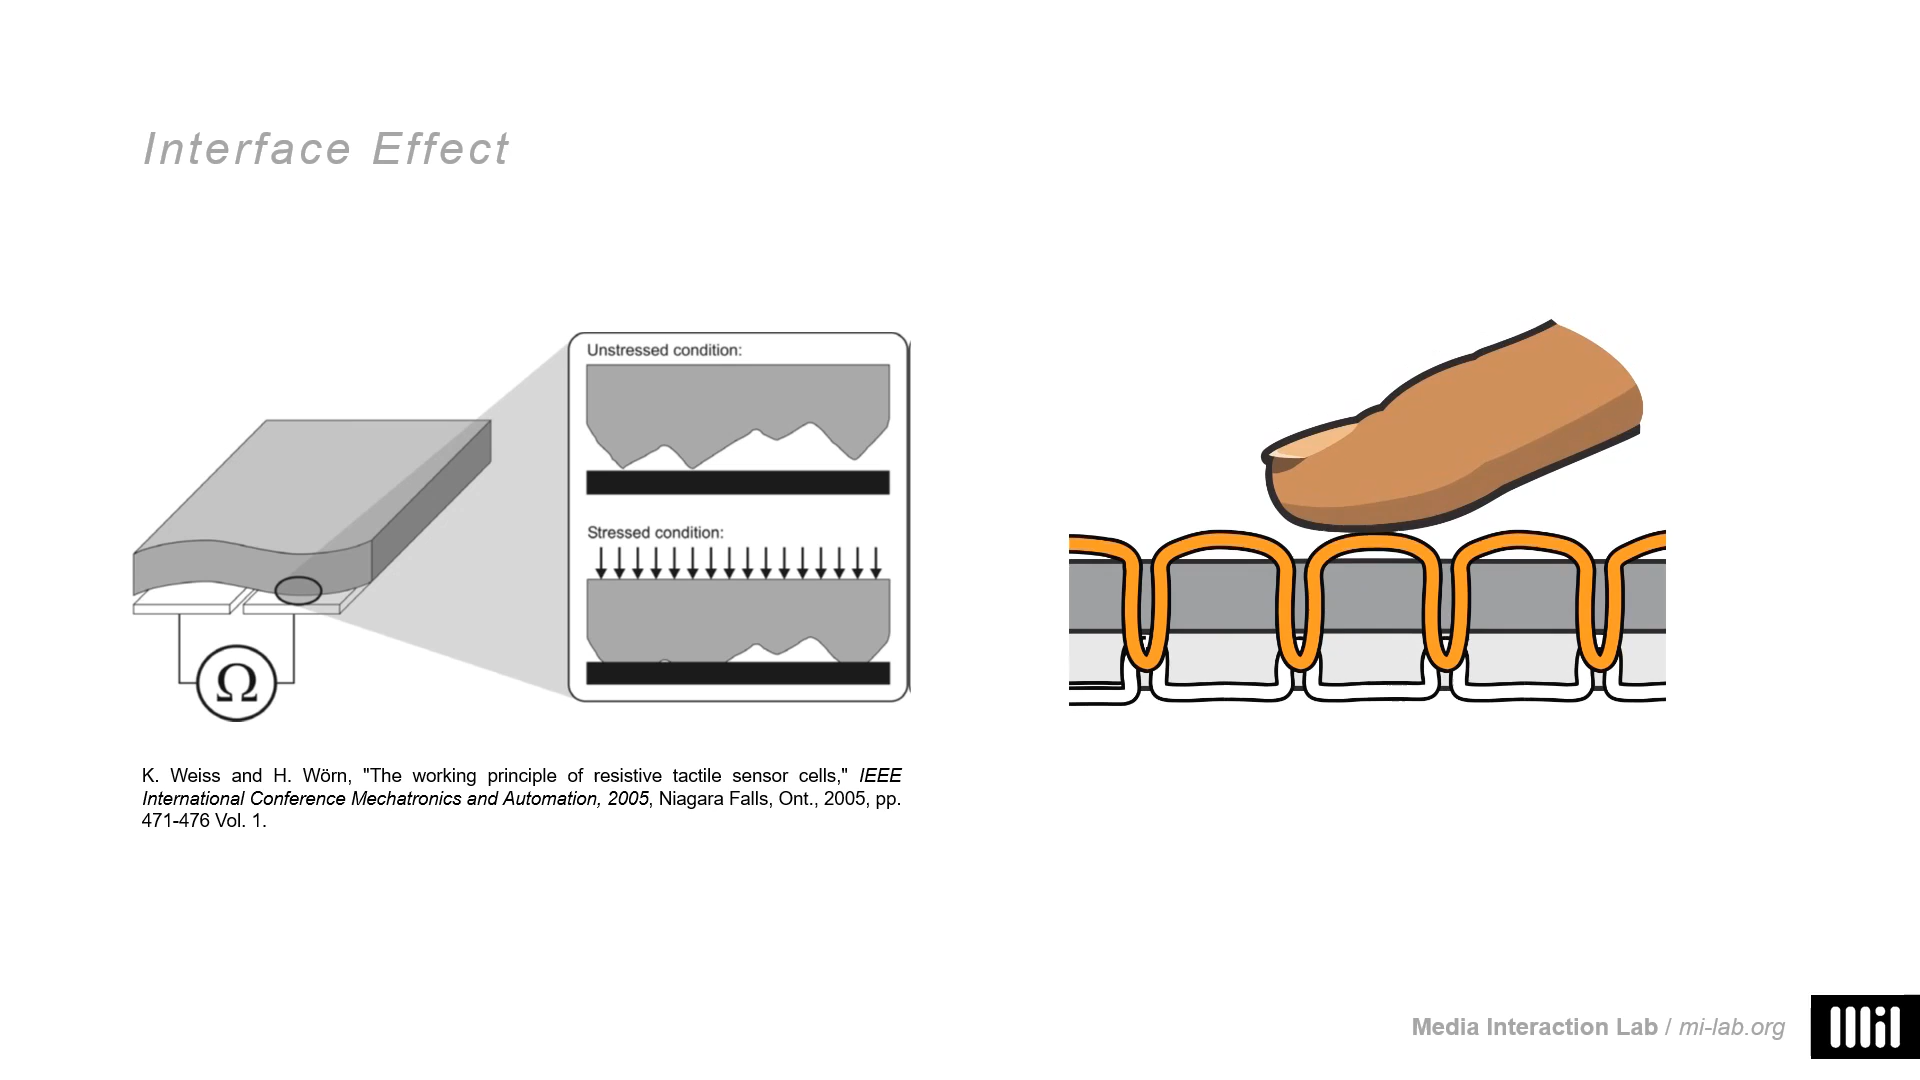 Interface Effect
Unstressed condition:
Stressed condition:
Ω
K. Weiss and H. Wörn, "The working principle of resistive tactile sensor cells," IEEE
International Conference Mechatronics and Automation, 2005, Niagara Falls, Ont., 2005, pp.
471-476 Vol. 1.
Media Interaction Lab / mi-lab.org
mil